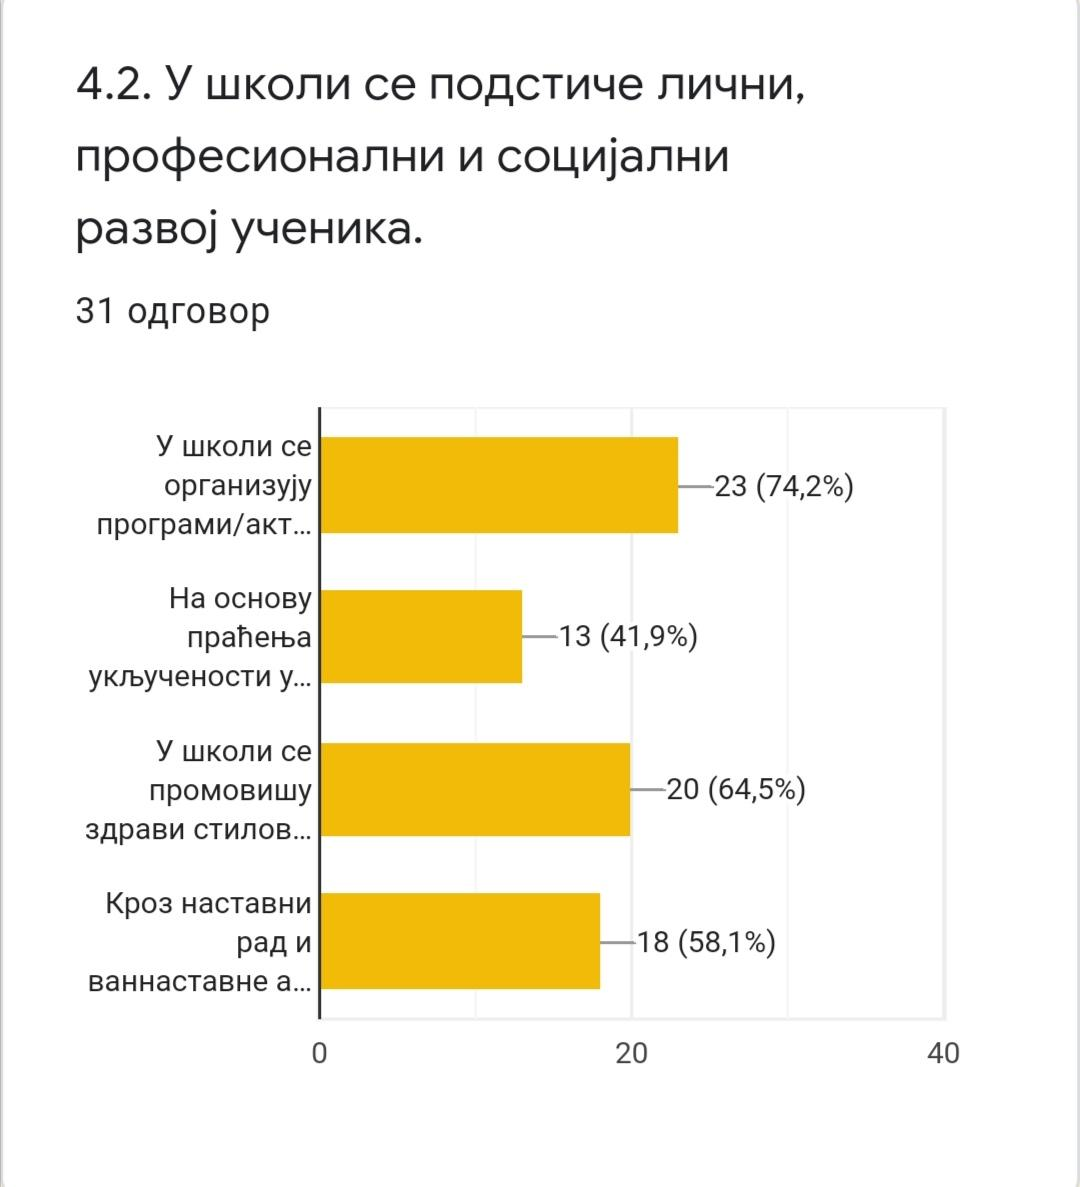 4.2. У школи се подстиче лични,
професионални и социјални
развој ученика.
31 одговор
У школи се
организују
програми/акт...
23 (74,2%)
На основу
праћења
укључености у...
13 (41,9%)
У школи се
промовишу
здрави стилов...
20 (64,5%)
Кроз наставни
рад и
ваннаставне а...
18 (58,1%)
0 20 40